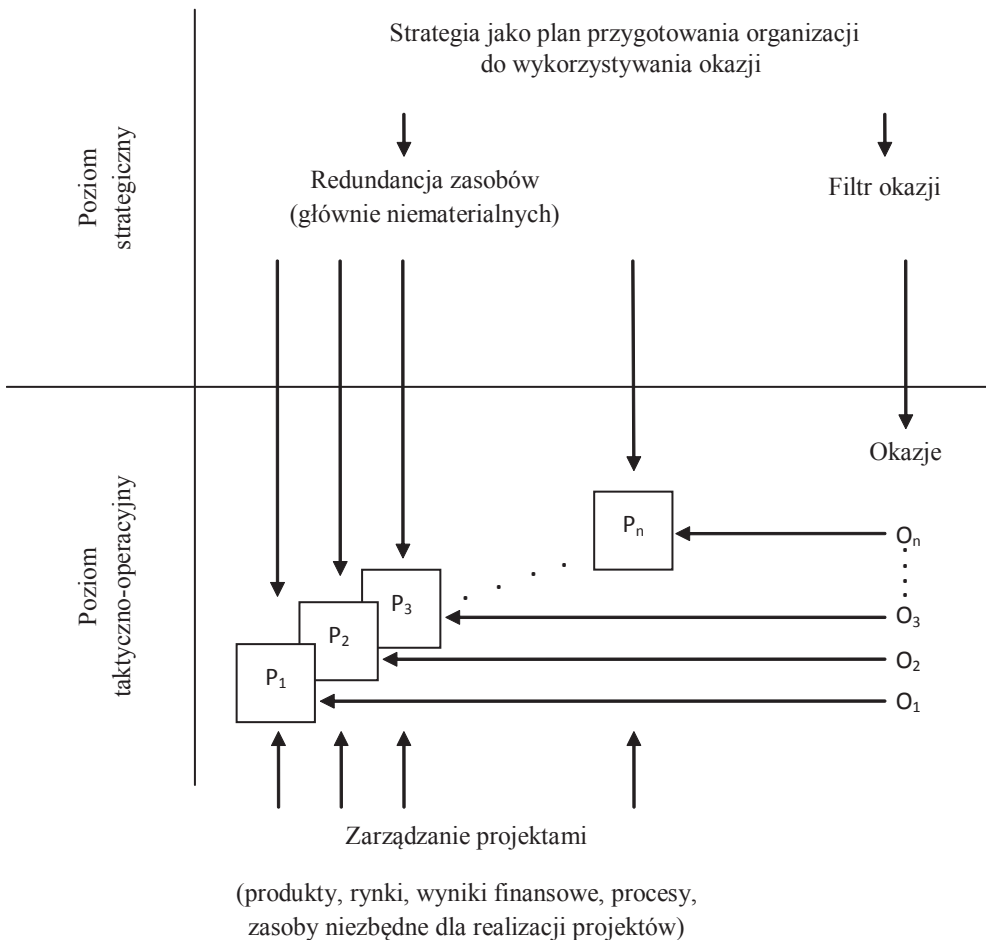 Strategia jako plan przygotowania organizacji
do wykorzystywania okazji
Poziom
strategiczny
Redundancja zasobów
(głównie niematerialnych)
Filtr okazji
Poziom
taktyczno-operacyjny
Okazje
Pₙ
Oₙ
P₃
O₃
P₂
O₂
P₁
O₁
Zarządzanie projektami
(produkty, rynki, wyniki finansowe, procesy,
zasoby niezbędne dla realizacji projektów)